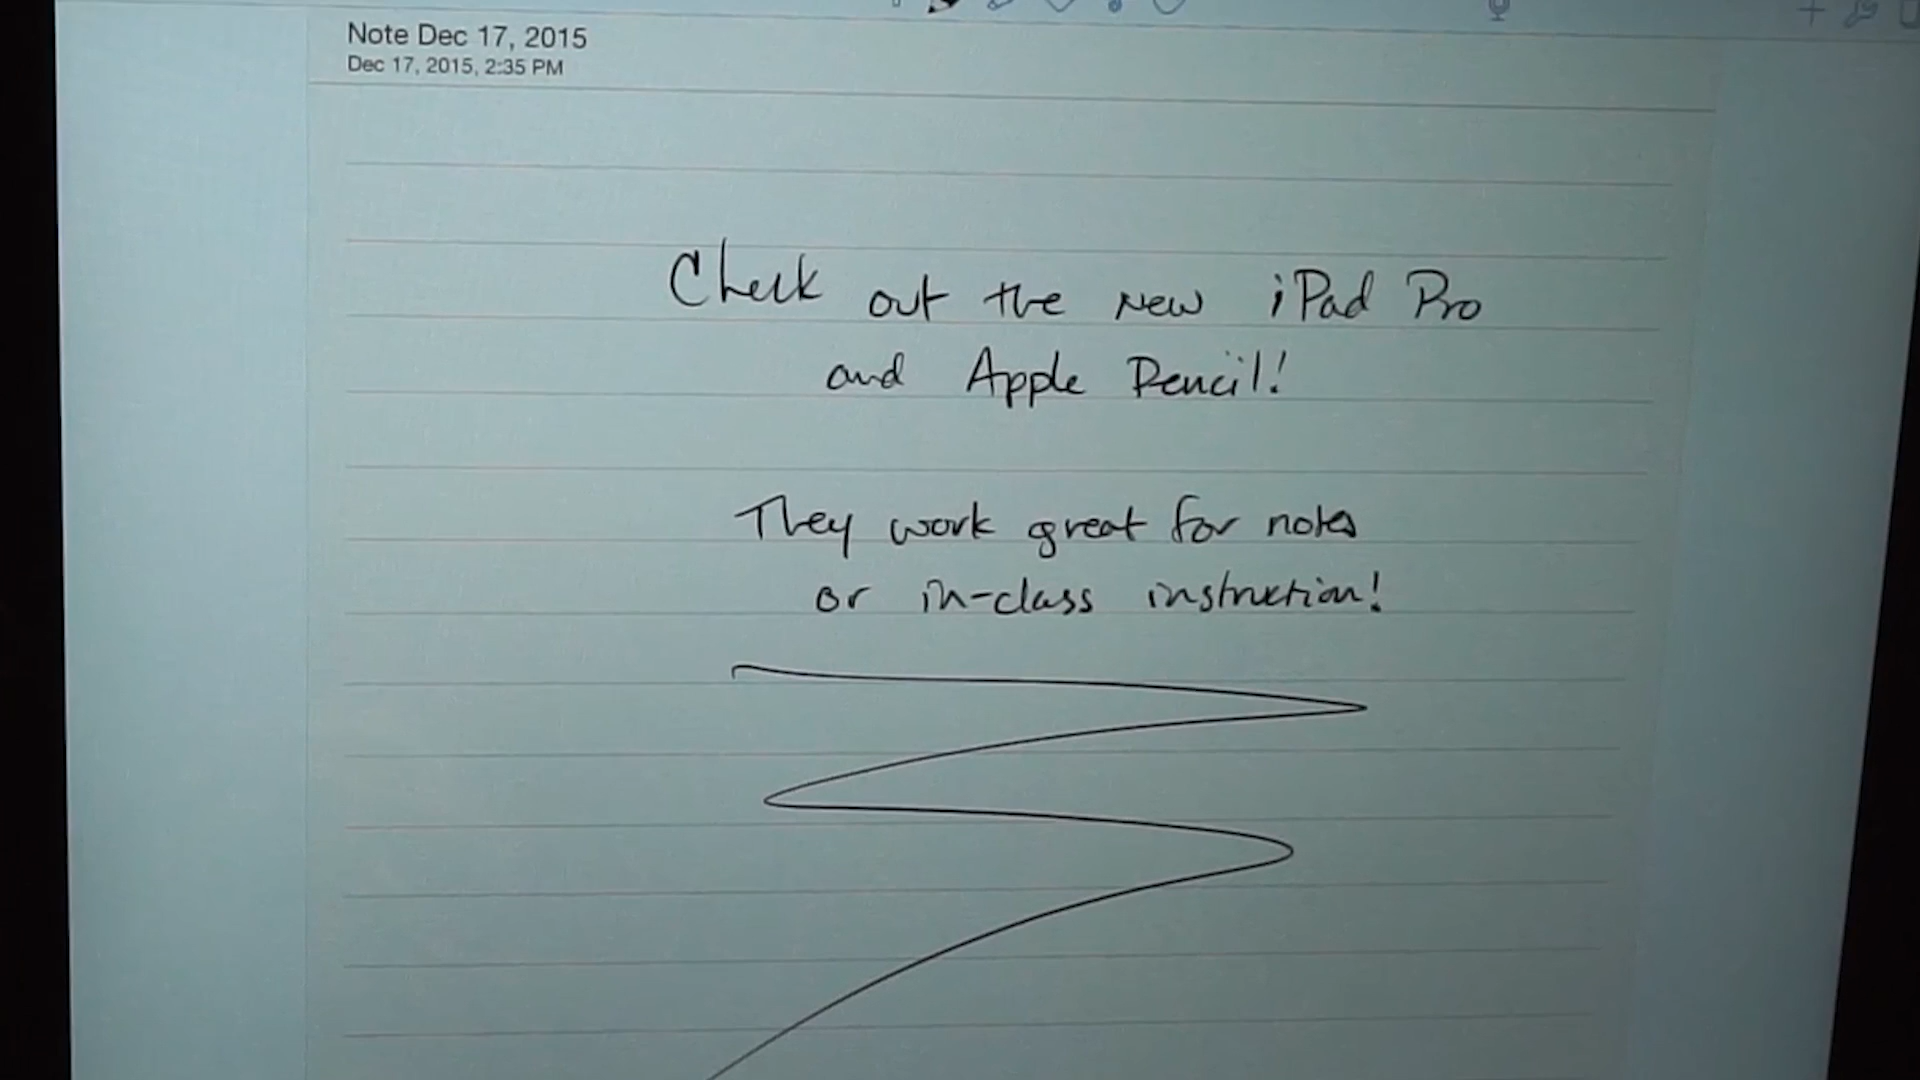 Note Dec 17, 2015
Dec 17, 2015, 2:35 PM
Check out the new iPad Pro
and Apple Pencil!
They work great for notes
or in-class instruction!